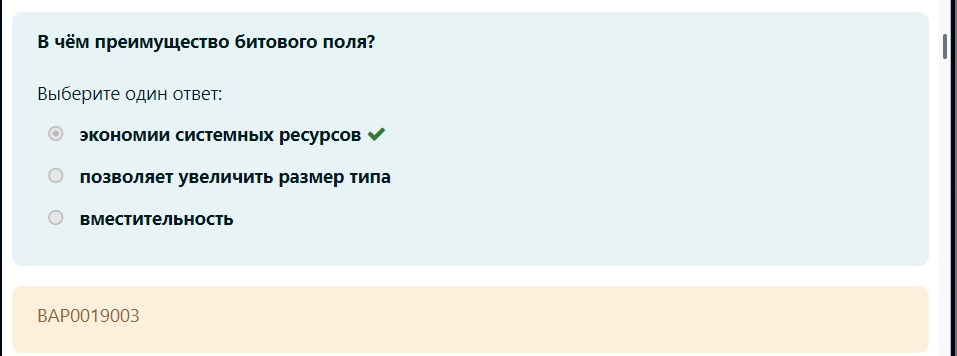 В чём преимущество битового поля?
Выберите один ответ:
экономии системных ресурсов
позволяет увеличить размер типа
вместительность
BAP0019003